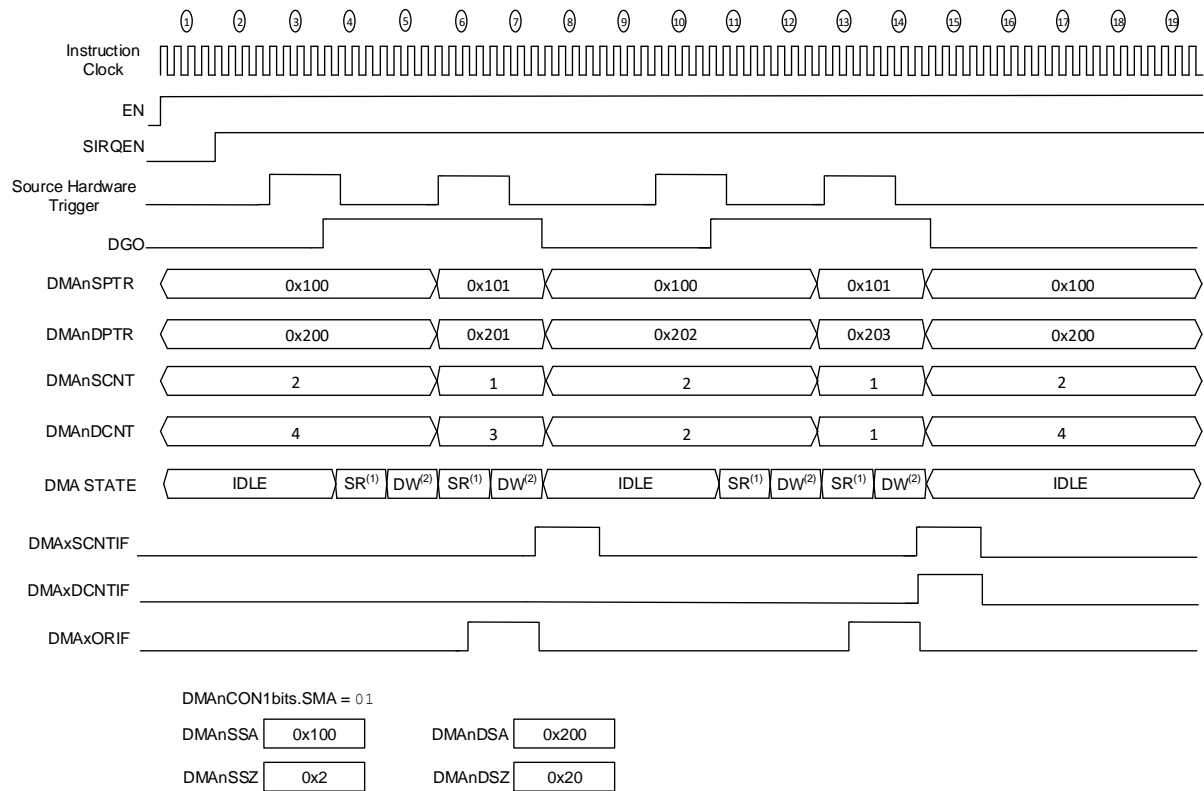 1 2 3 4 5 6 7 8 9 10 11 12 13 14 15 16 17 18 19
Instruction
Clock
EN
SIRQEN
Source Hardware
Trigger
DGO
DMAnSPTR 0x100 0x101 0x100 0x101 0x100
DMAnDPTR 0x200 0x201 0x202 0x203 0x200
DMAnSCNT 2 1 2 1 2
DMAnDCNT 4 3 2 1 4
DMA STATE IDLE SR(1) DW(2) SR(1) DW(2) IDLE SR(1) DW(2) SR(1) DW(2) IDLE
DMAxSCNTIF
DMAxDCNTIF
DMAxORIF
DMAnCON1bits.SMA = 01
DMAnSSA 0x100 DMAnDSA 0x200
DMAnSSZ 0x2 DMAnDSZ 0x20